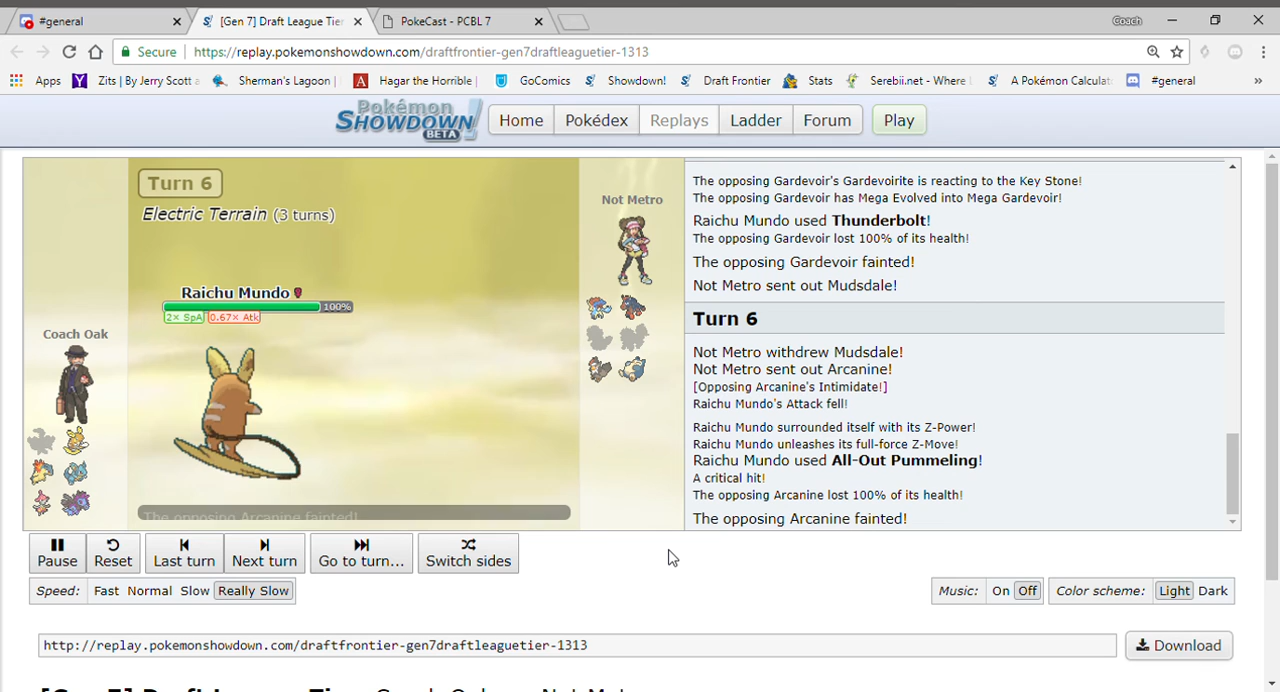 #general
[Gen 7] Draft League Tier
PokeCast - PCBL 7
Coach
Secure
https://replay.pokemonshowdown.com/draftfrontier-gen7draftleaguetier-1313
Apps
Zits | By Jerry Scott a
Sherman's Lagoon |
Hagar the Horrible |
GoComics
Showdown!
Draft Frontier
Stats
Serebii.net - Where
A Pokémon Calculat
#general
»
Pokémon
SHOWDOWN!
BETA
Home
Pokédex
Replays
Ladder
Forum
Play
Turn 6
Electric Terrain (3 turns)
Raichu Mundo
100%
2× SpA 0.67× Atk
Coach Oak
Not Metro
The opposing Arcanine fainted!
The opposing Gardevoir's Gardevoirite is reacting to the Key Stone!
The opposing Gardevoir has Mega Evolved into Mega Gardevoir!
Raichu Mundo used Thunderbolt!
The opposing Gardevoir lost 100% of its health!
The opposing Gardevoir fainted!
Not Metro sent out Mudsdale!
Turn 6
Not Metro withdrew Mudsdale!
Not Metro sent out Arcanine!
[Opposing Arcanine's Intimidate!]
Raichu Mundo's Attack fell!
Raichu Mundo surrounded itself with its Z-Power!
Raichu Mundo unleashes its full-force Z-Move!
Raichu Mundo used All-Out Pummeling!
A critical hit!
The opposing Arcanine lost 100% of its health!
The opposing Arcanine fainted!
Pause
Reset
Last turn
Next turn
Go to turn...
Switch sides
Speed: Fast Normal Slow Really Slow
Music: On Off
Color scheme: Light Dark
http://replay.pokemonshowdown.com/draftfrontier-gen7draftleaguetier-1313
Download